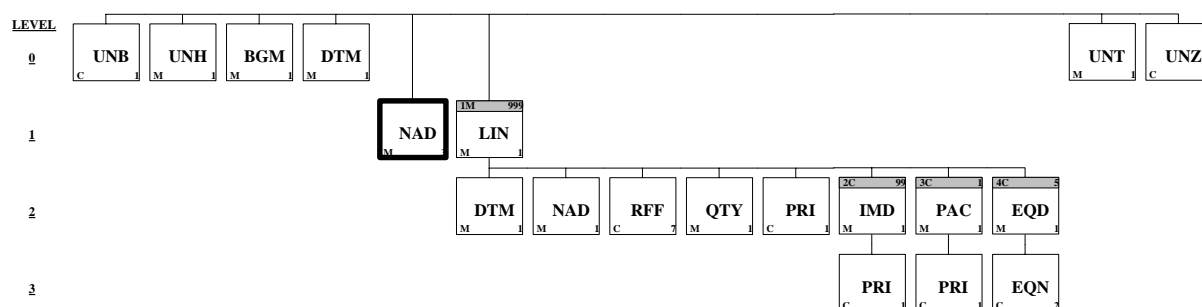 LEVEL
0 UNB UNH BGM DTM UNT UNZ
C 1 M 1 M 1 M 1 M 1 C
1M 999
1 NAD LIN
M M 1
2C 99 3C 1 4C 5
2 DTM NAD RFF QTY PRI IMD PAC EQD
M 1 M 1 C 7 M 1 C 1 M 1 M 1 M 1
3 PRI PRI EQN
C 1 C 1 C 2